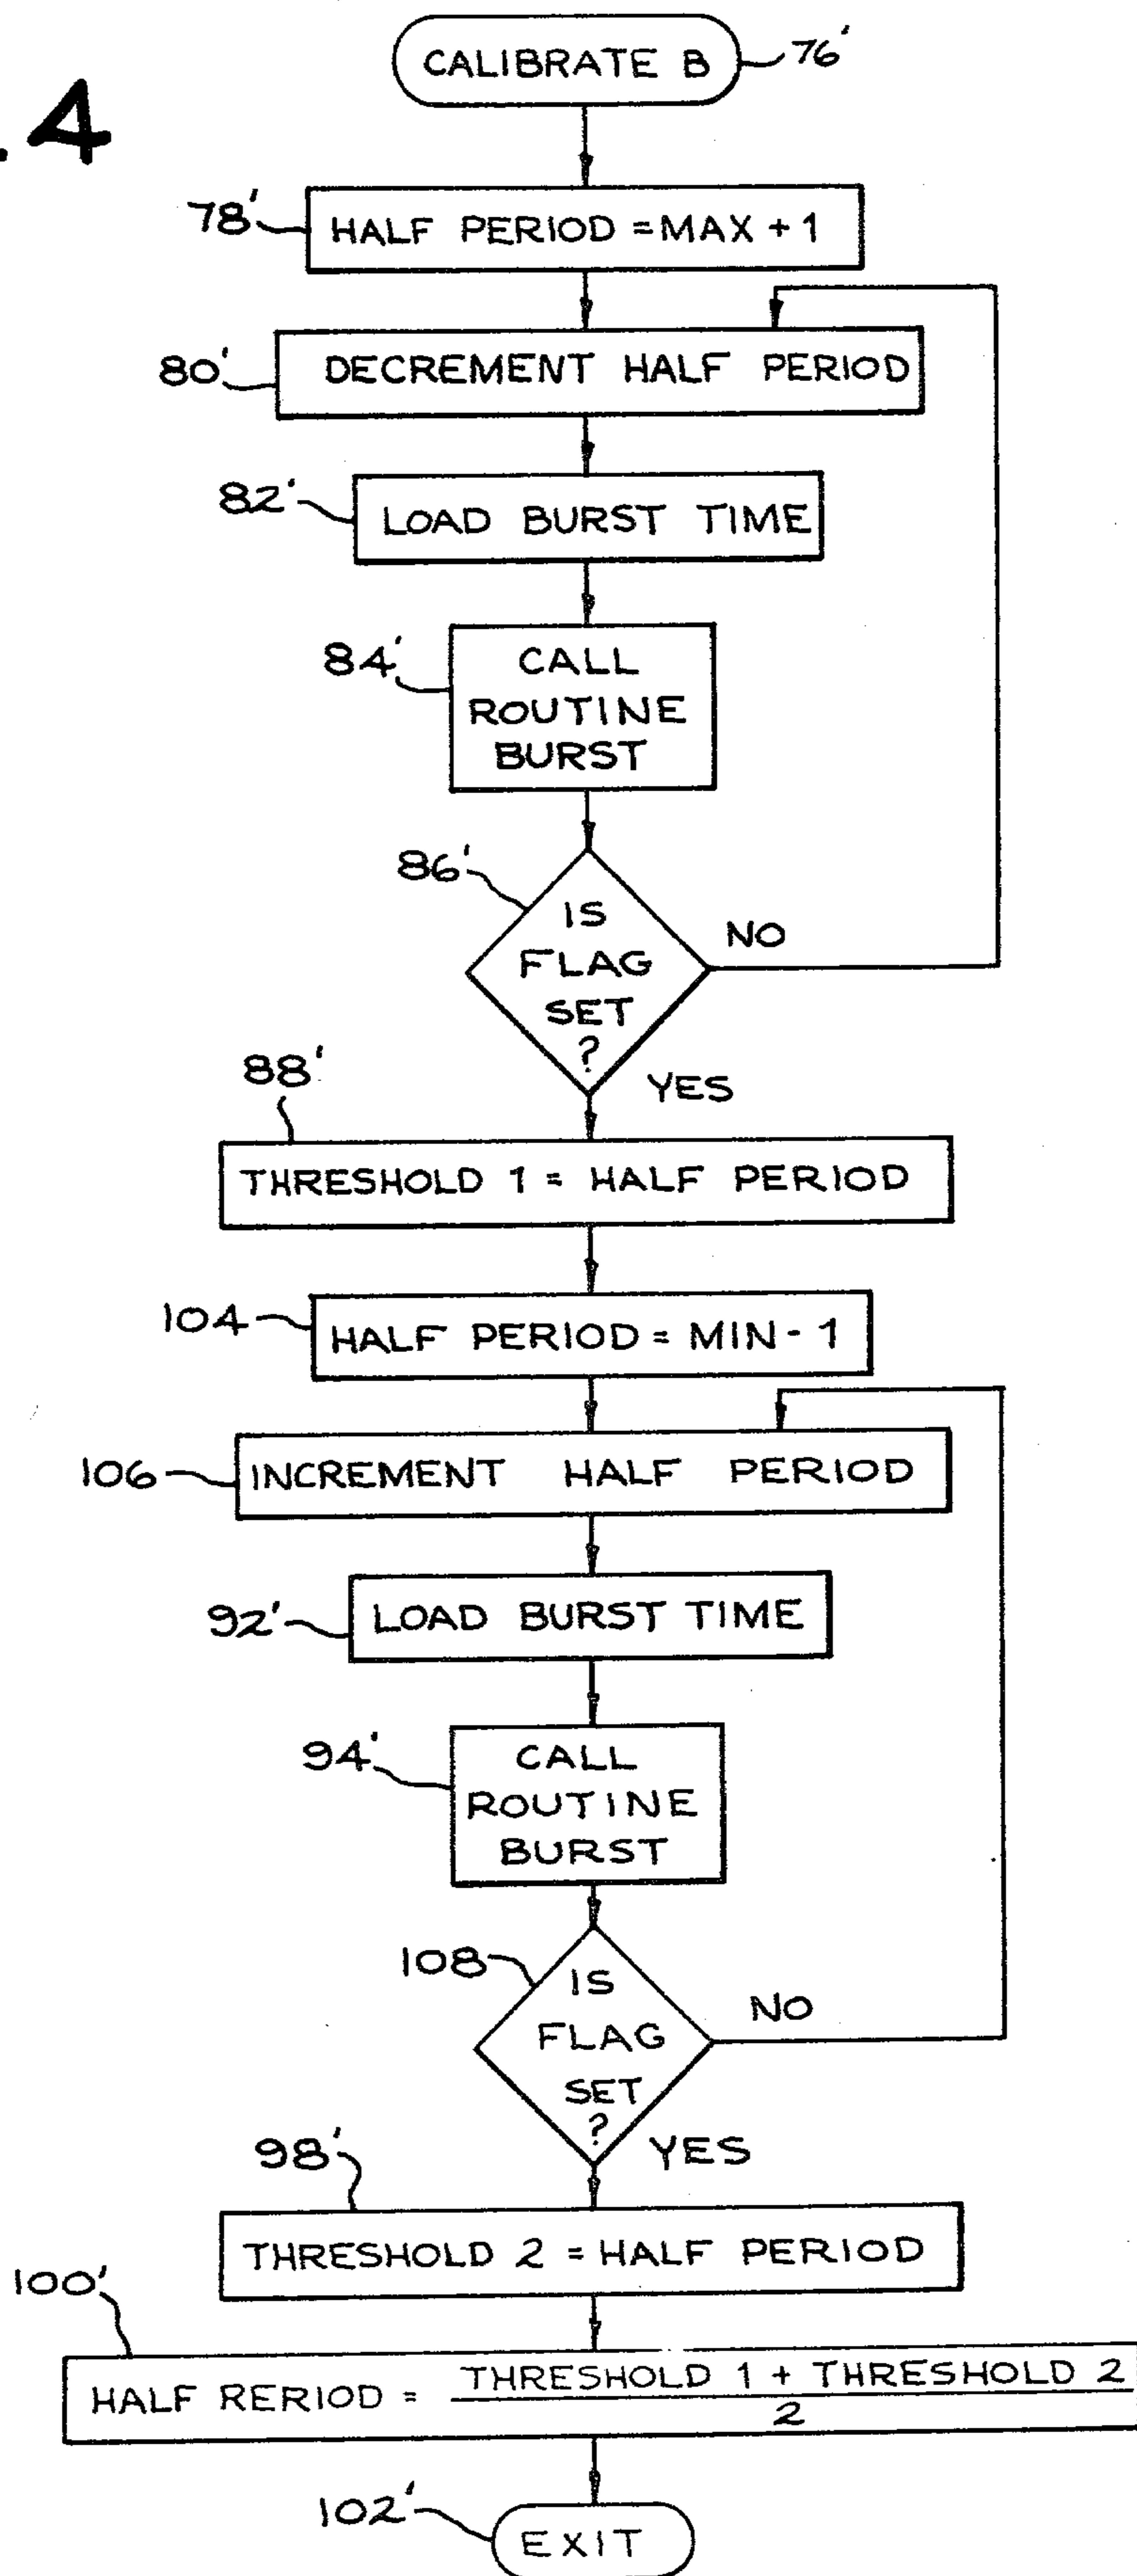 . 4
CALIBRATE B
76'
78'
HALF PERIOD = MAX + 1
80'
DECREMENT HALF PERIOD
82'
LOAD BURST TIME
84'
CALL
ROUTINE
BURST
86'
IS
FLAG
SET
?
NO
YES
88'
THRESHOLD 1 = HALF PERIOD
104
HALF PERIOD = MIN - 1
106
INCREMENT HALF PERIOD
92'
LOAD BURST TIME
94'
CALL
ROUTINE
BURST
108
IS
FLAG
SET
?
NO
YES
98'
THRESHOLD 2 = HALF PERIOD
100'
HALF RERIOD = THRESHOLD 1 + THRESHOLD 2
2
102'
EXIT